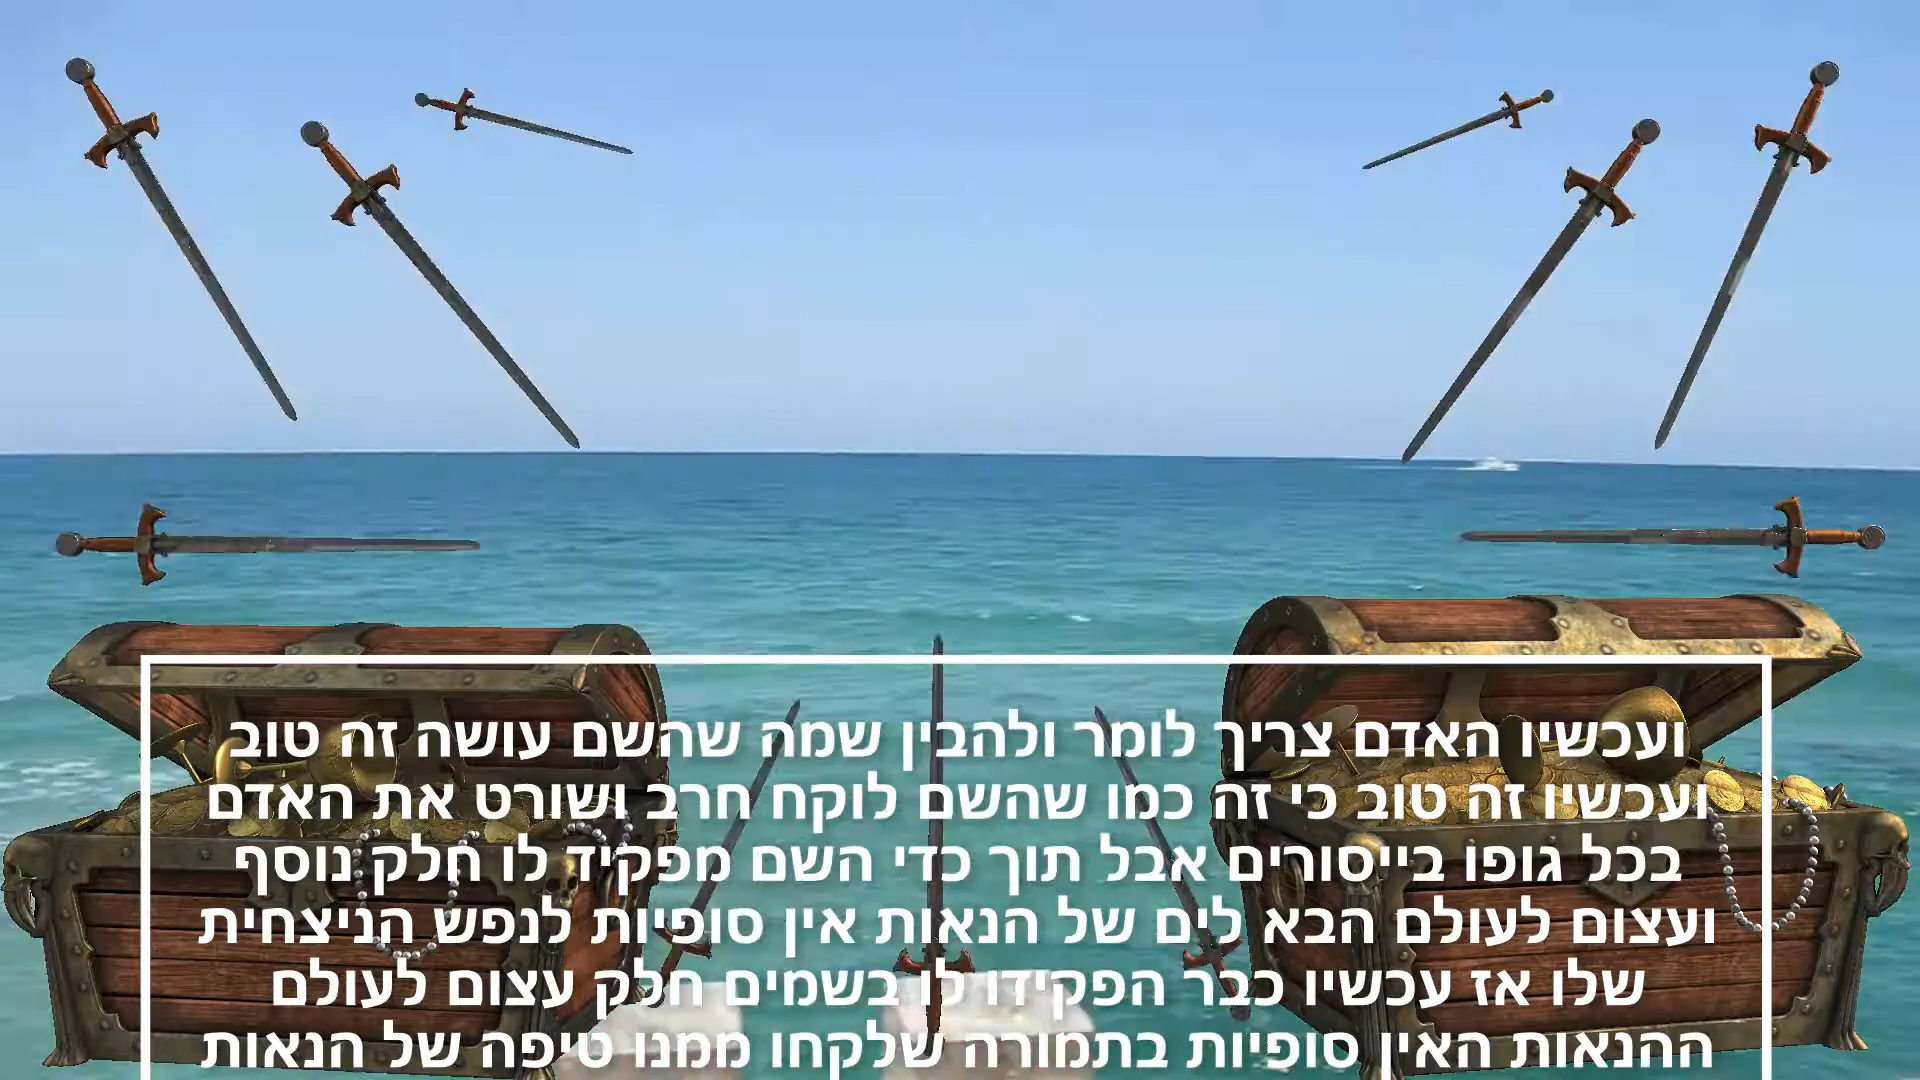 ועכשיו האדם צריך לומר ולהבין שמה שהשם עושה זה טוב
ועכשיו זה טוב כי זה כמו שהשם לוקח חרב ושורט את האדם
בכל גופו בייסורים אבל תוך כדי השם מפקיד לו חלק נוסף
ועצום לעולם הבא לים של הנאות אין סופיות לנפש הניצחית
שלו אז עכשיו כבר הפקידו לו בשמים חלק עצום לעולם
ההנאות האין סופיות בתמורה שלקחו ממנו טיפה של הנאות